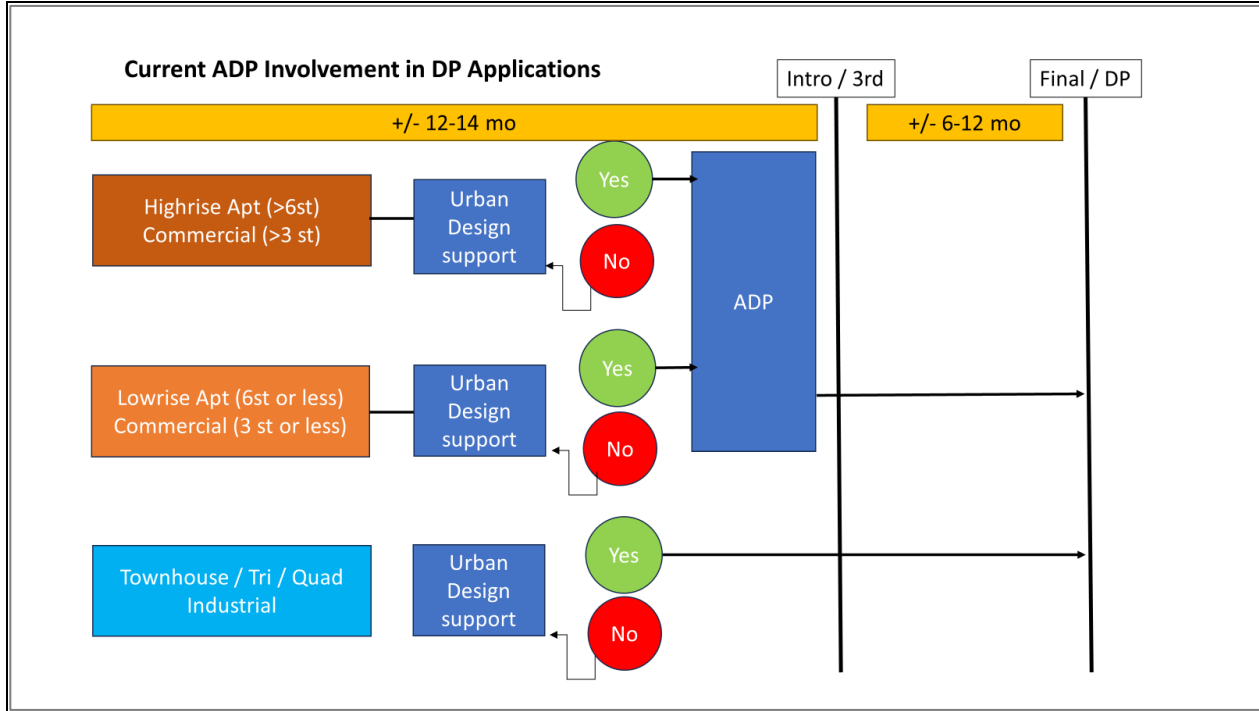 Current ADP Involvement in DP Applications
Intro / 3rd
Final / DP
+/- 12-14 mo
+/- 6-12 mo
Highrise Apt (>6st)
Commercial (>3 st)
Urban
Design
support
Yes
No
ADP
Lowrise Apt (6st or less)
Commercial (3 st or less)
Urban
Design
support
Yes
No
Townhouse / Tri / Quad
Industrial
Urban
Design
support
Yes
No